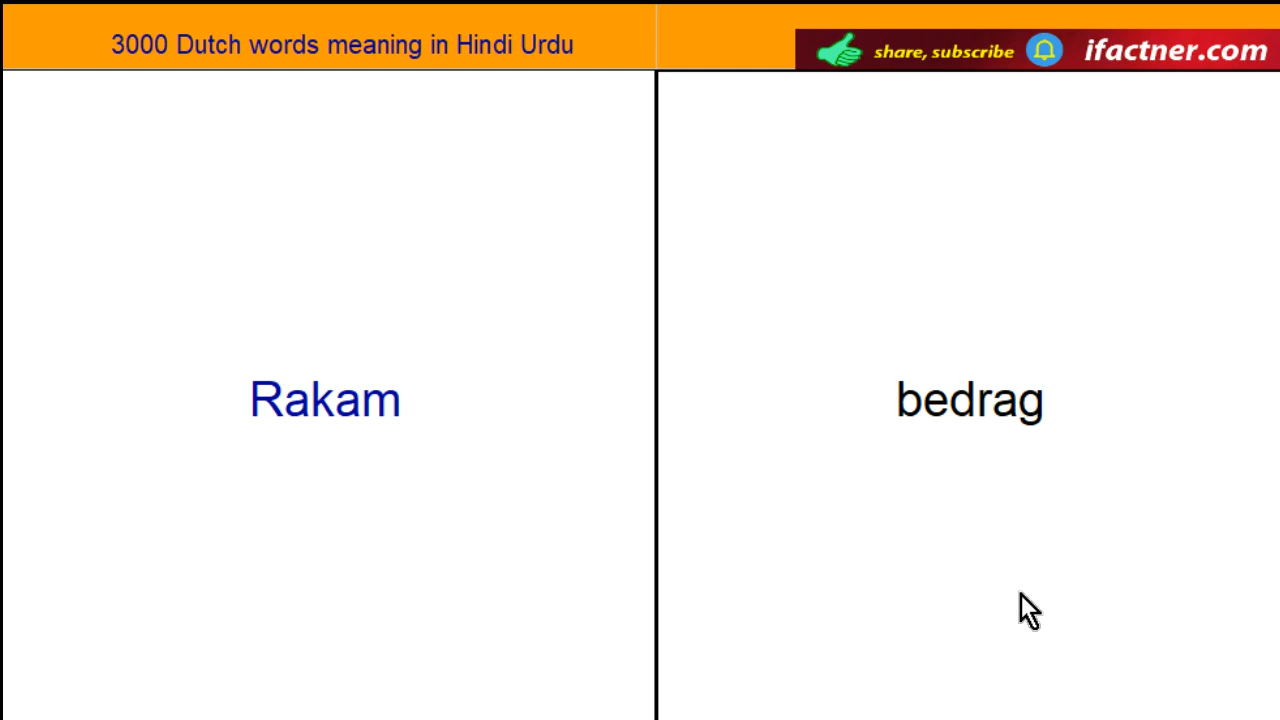 3000 Dutch words meaning in Hindi Urdu
share, subscribe
ifactner.com
Rakam
bedrag